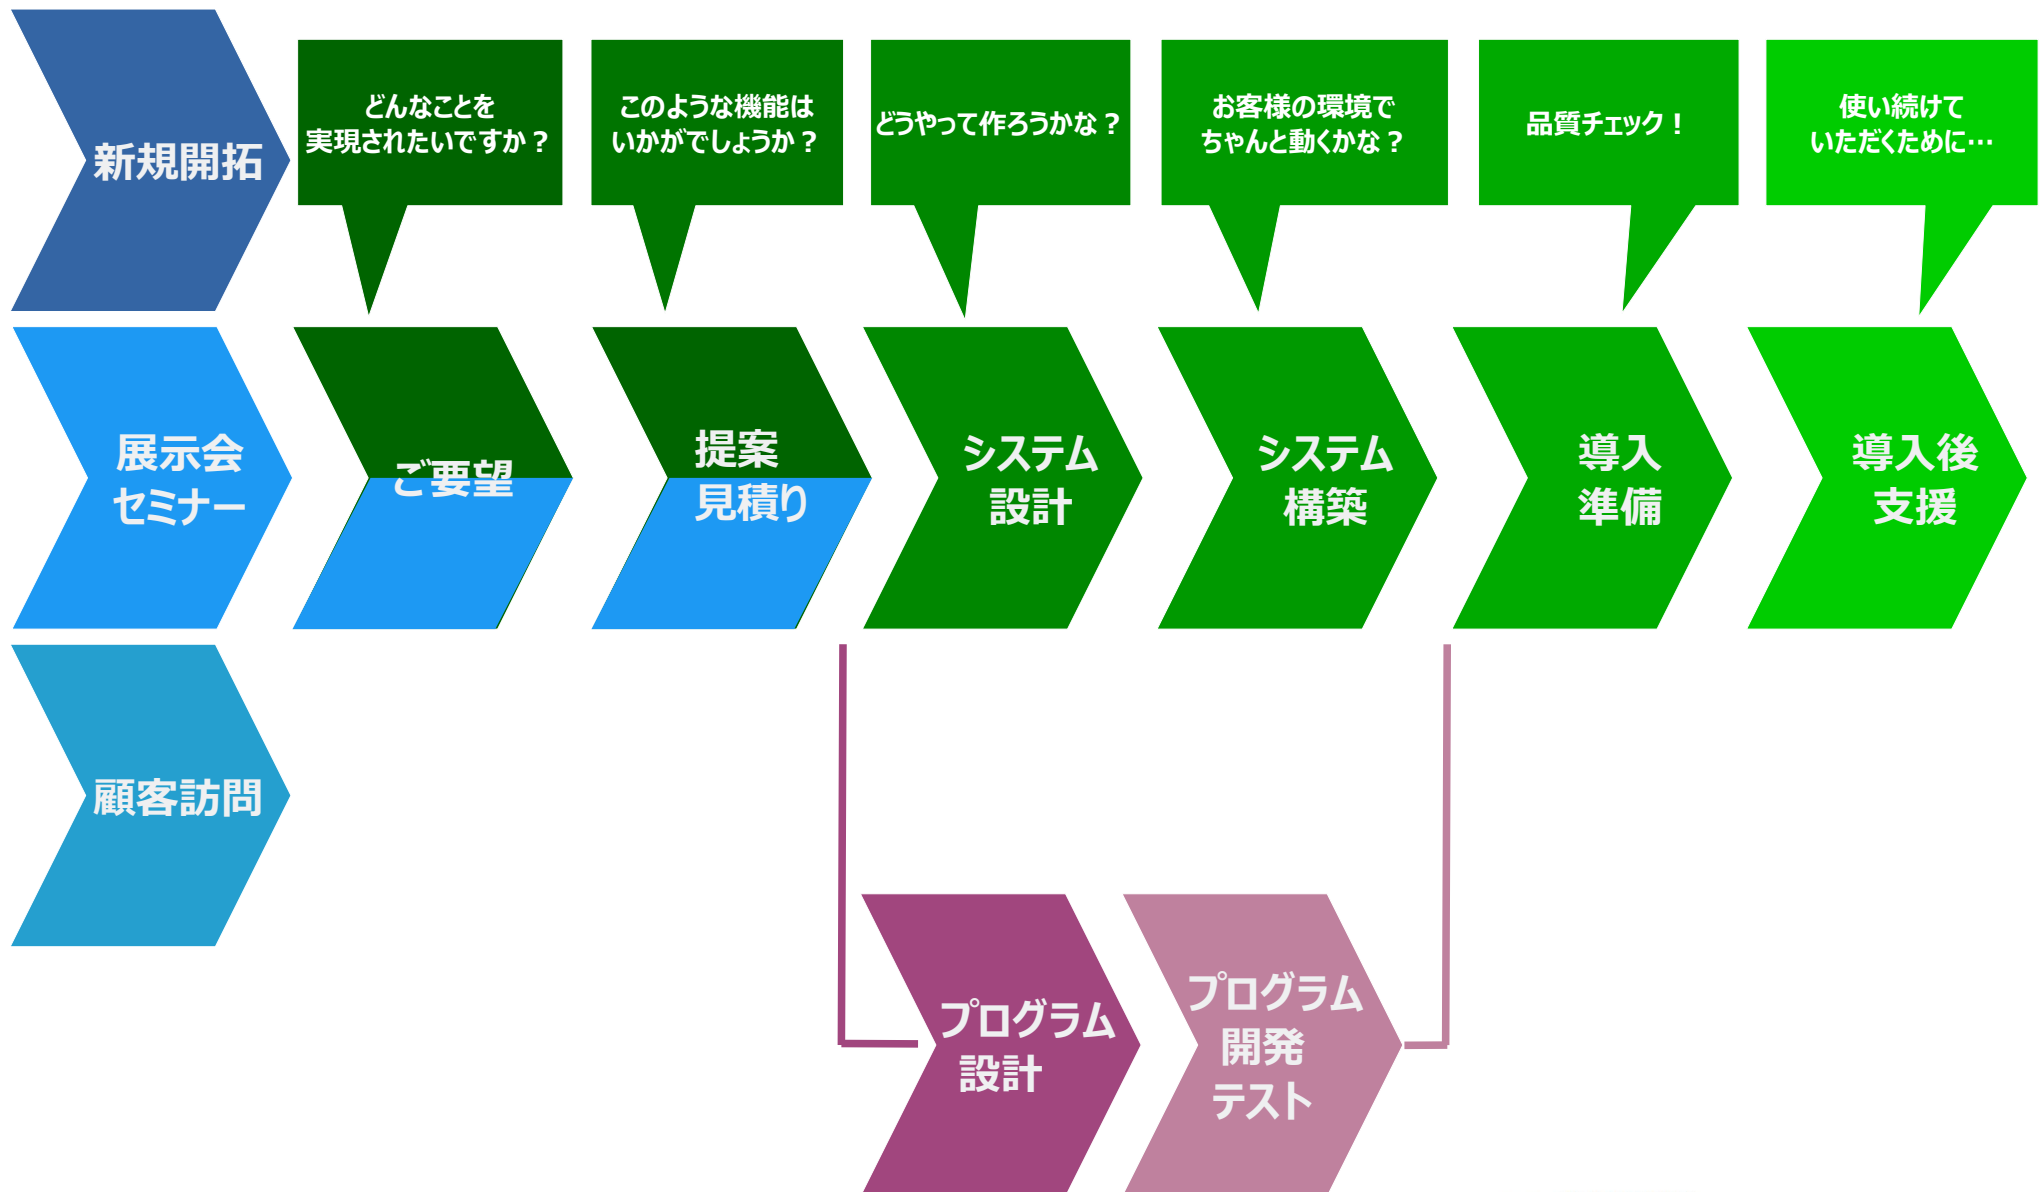 新規開拓
どんなことを
実現されたいですか？
このような機能は
いかがでしょうか？
どうやって作ろうかな？
お客様の環境で
ちゃんと動くかな？
品質チェック！
使い続けて
いただくために…
展示会
セミナー
ご要望
提案
見積り
システム
設計
システム
構築
導入
準備
導入後
支援
顧客訪問
プログラム
設計
プログラム
開発
テスト